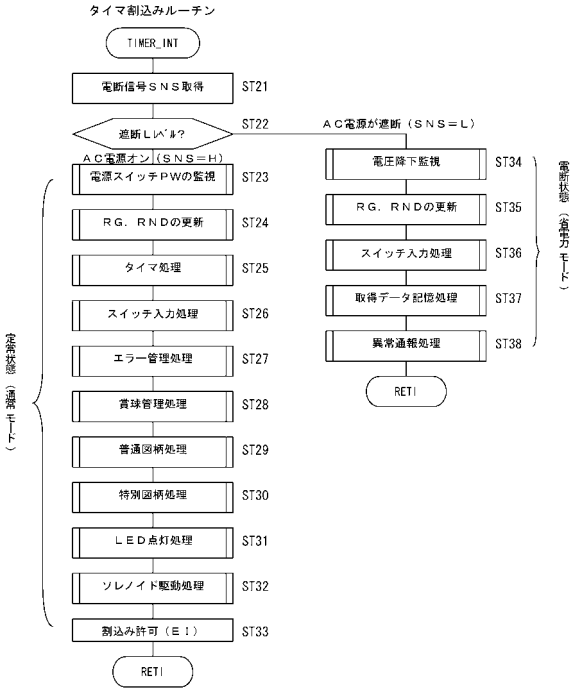 タイマ割込みルーチン
TIMER_INT
電断信号SNS取得 ST21
遮断Lレベル? ST22
AC電源オン（SNS＝H）
電源スイッチPWの監視 ST23
RG．RNDの更新 ST24
タイマ処理 ST25
スイッチ入力処理 ST26
エラー管理処理 ST27
賞球管理処理 ST28
普通図柄処理 ST29
特別図柄処理 ST30
LED点灯処理 ST31
ソレノイド駆動処理 ST32
割込み許可（EI） ST33
RETI
定常状態（通常モード）
AC電源が遮断（SNS＝L）
電圧降下監視 ST34
RG．RNDの更新 ST35
スイッチ入力処理 ST36
取得データ記憶処理 ST37
異常通報処理 ST38
RETI
電断状態（省電力モード）